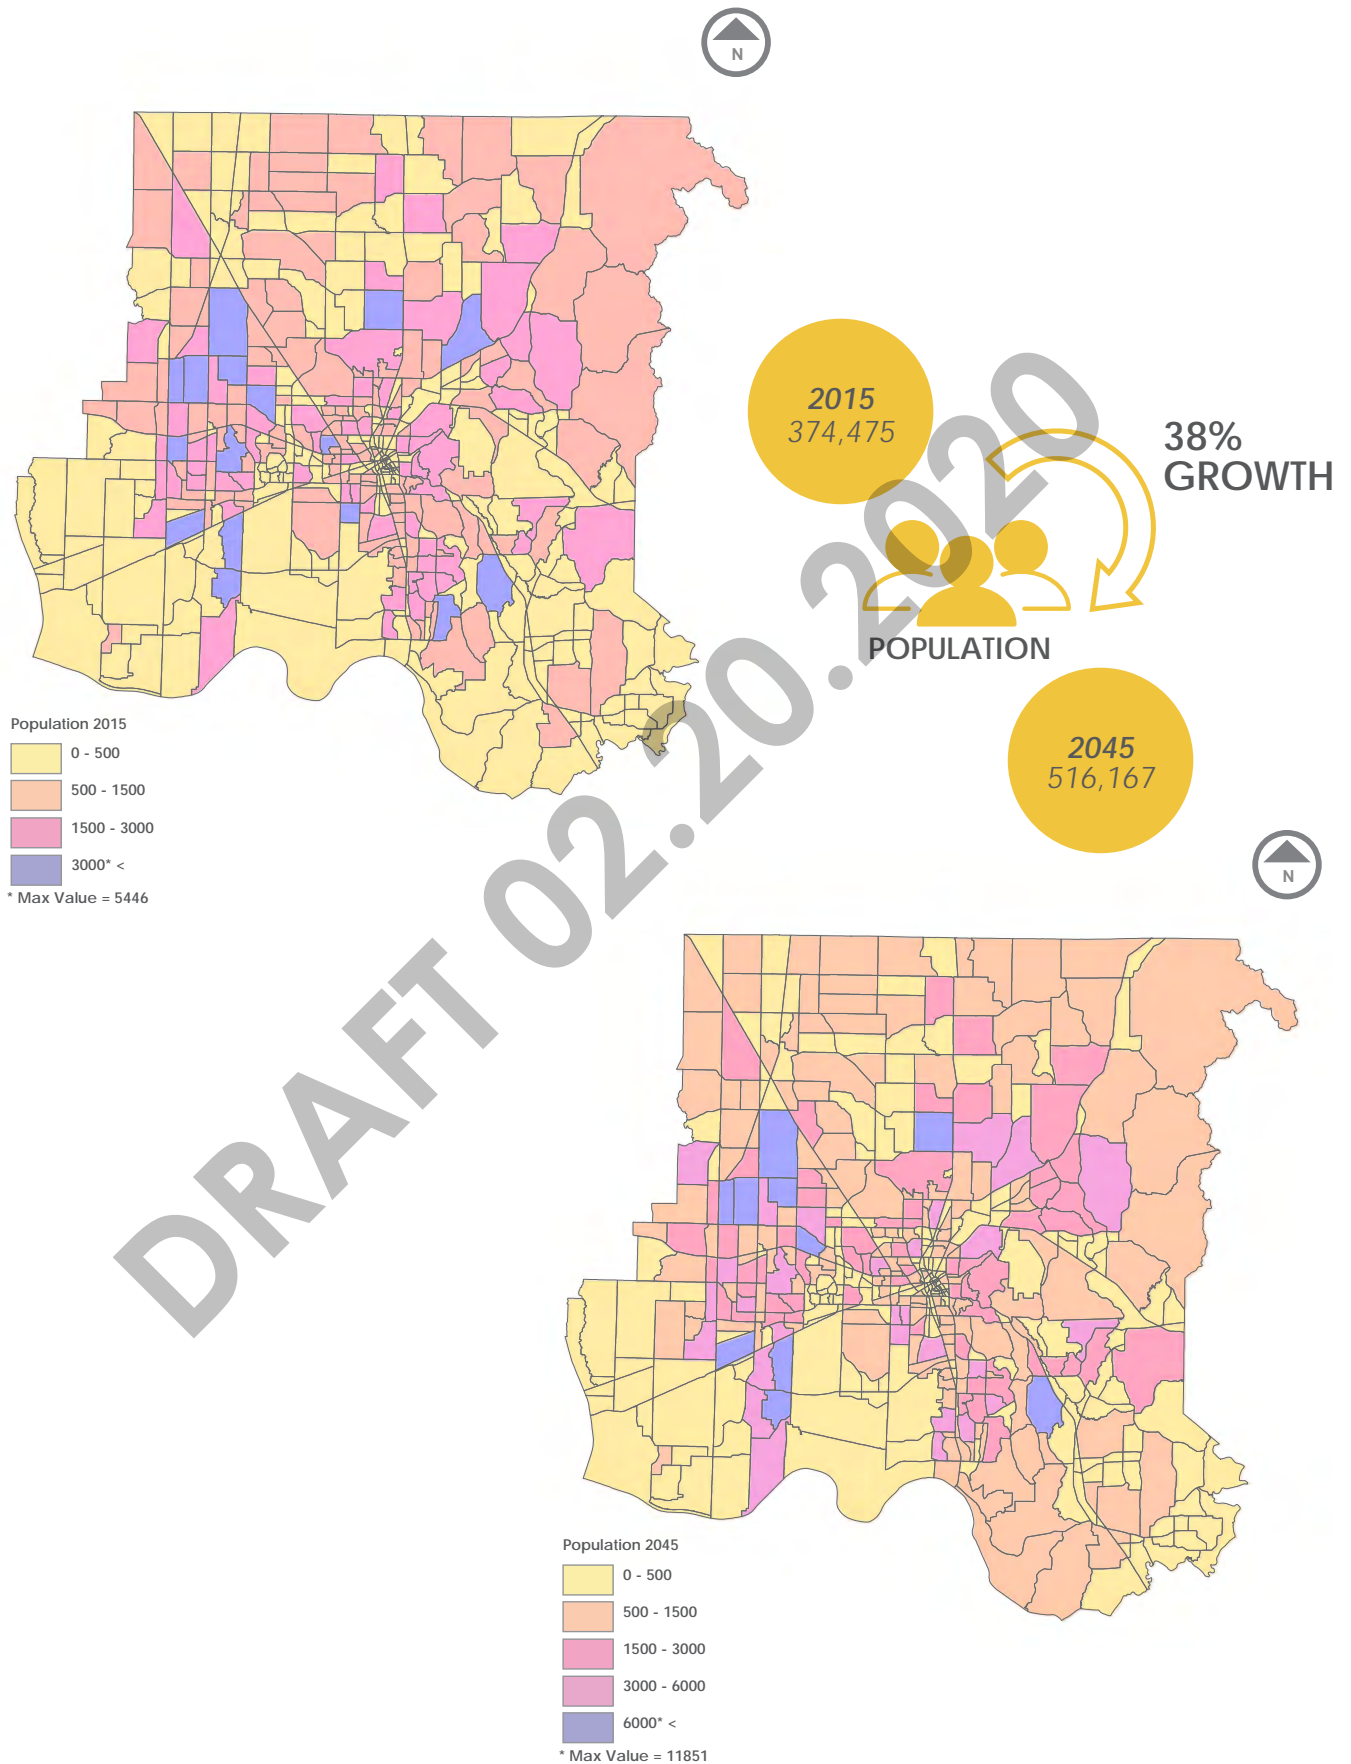 N
2015
374,475
38%
GROWTH
POPULATION
2045
516,167
Population 2015
0 - 500
500 - 1500
1500 - 3000
3000* <
* Max Value = 5446
N
DRAFT 02.20.2020
Population 2045
0 - 500
500 - 1500
1500 - 3000
3000 - 6000
6000* <
* Max Value = 11851